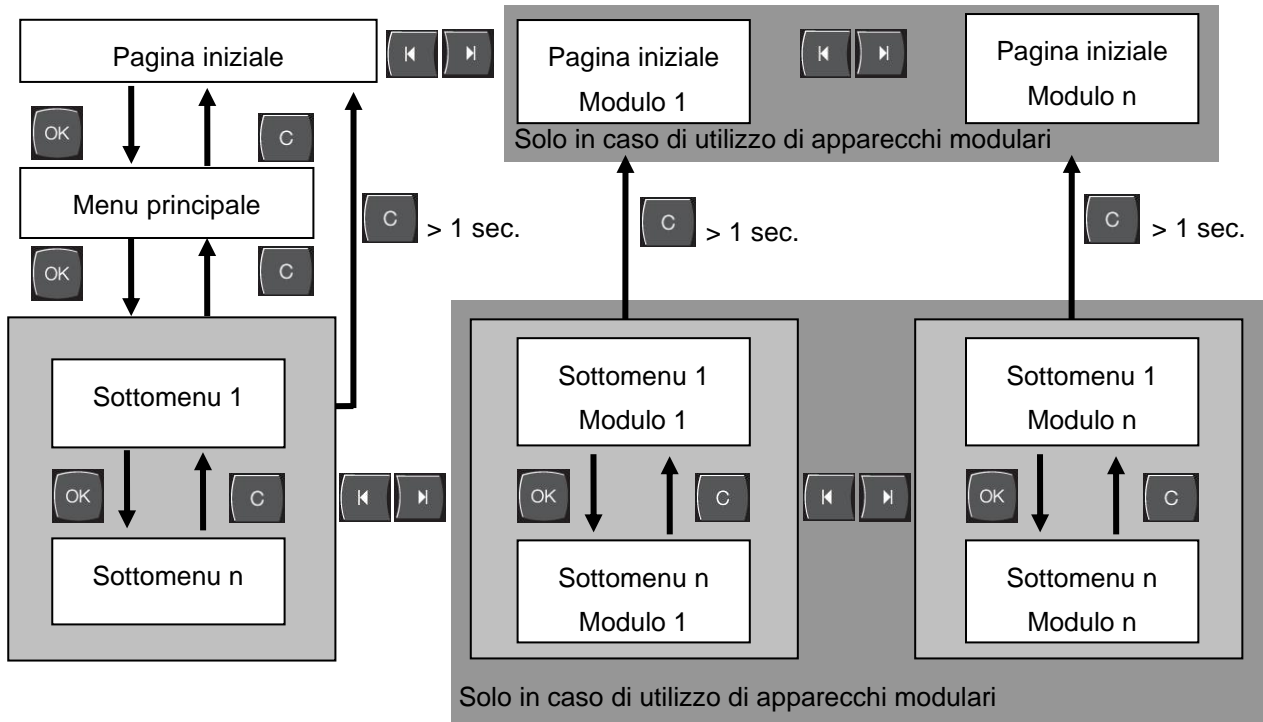 Pagina iniziale
Pagina iniziale
Modulo 1
Pagina iniziale
Modulo n
Solo in caso di utilizzo di apparecchi modulari
OK
C
Menu principale
C
> 1 sec.
C
> 1 sec.
C
> 1 sec.
OK
C
Sottomenu 1
OK
C
Sottomenu n
Sottomenu 1
Modulo 1
OK
C
Sottomenu n
Modulo 1
Sottomenu 1
Modulo n
OK
C
Sottomenu n
Modulo n
Solo in caso di utilizzo di apparecchi modulari